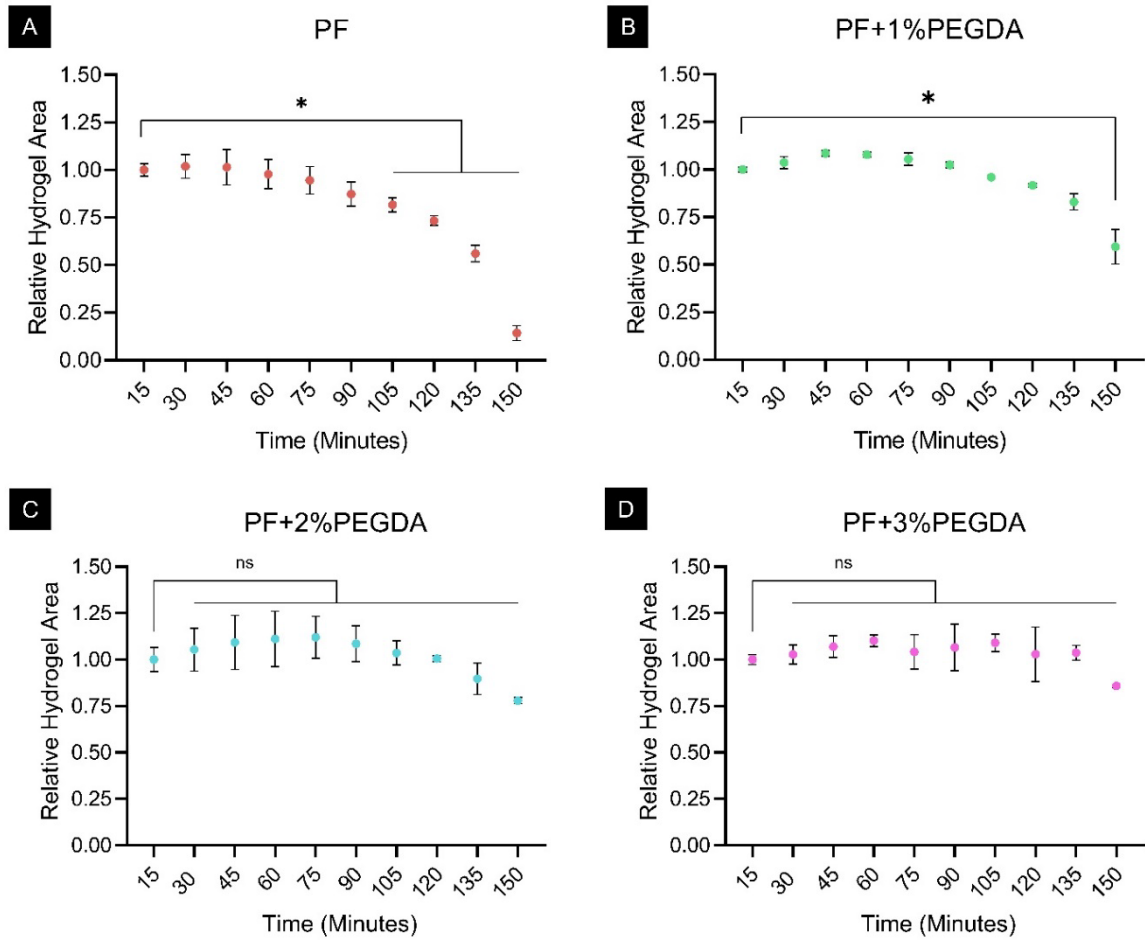 A
PF
Relative Hydrogel Area
1.50
1.25
1.00
0.75
0.50
0.25
0.00
*
15 30 45 60 75 90 105 120 135 150
Time (Minutes)
B
PF+1%PEGDA
Relative Hydrogel Area
1.50
1.25
1.00
0.75
0.50
0.25
0.00
*
15 30 45 60 75 90 105 120 135 150
Time (Minutes)
C
PF+2%PEGDA
Relative Hydrogel Area
1.50
1.25
1.00
0.75
0.50
0.25
0.00
ns
15 30 45 60 75 90 105 120 135 150
Time (Minutes)
D
PF+3%PEGDA
Relative Hydrogel Area
1.50
1.25
1.00
0.75
0.50
0.25
0.00
ns
15 30 45 60 75 90 105 120 135 150
Time (Minutes)